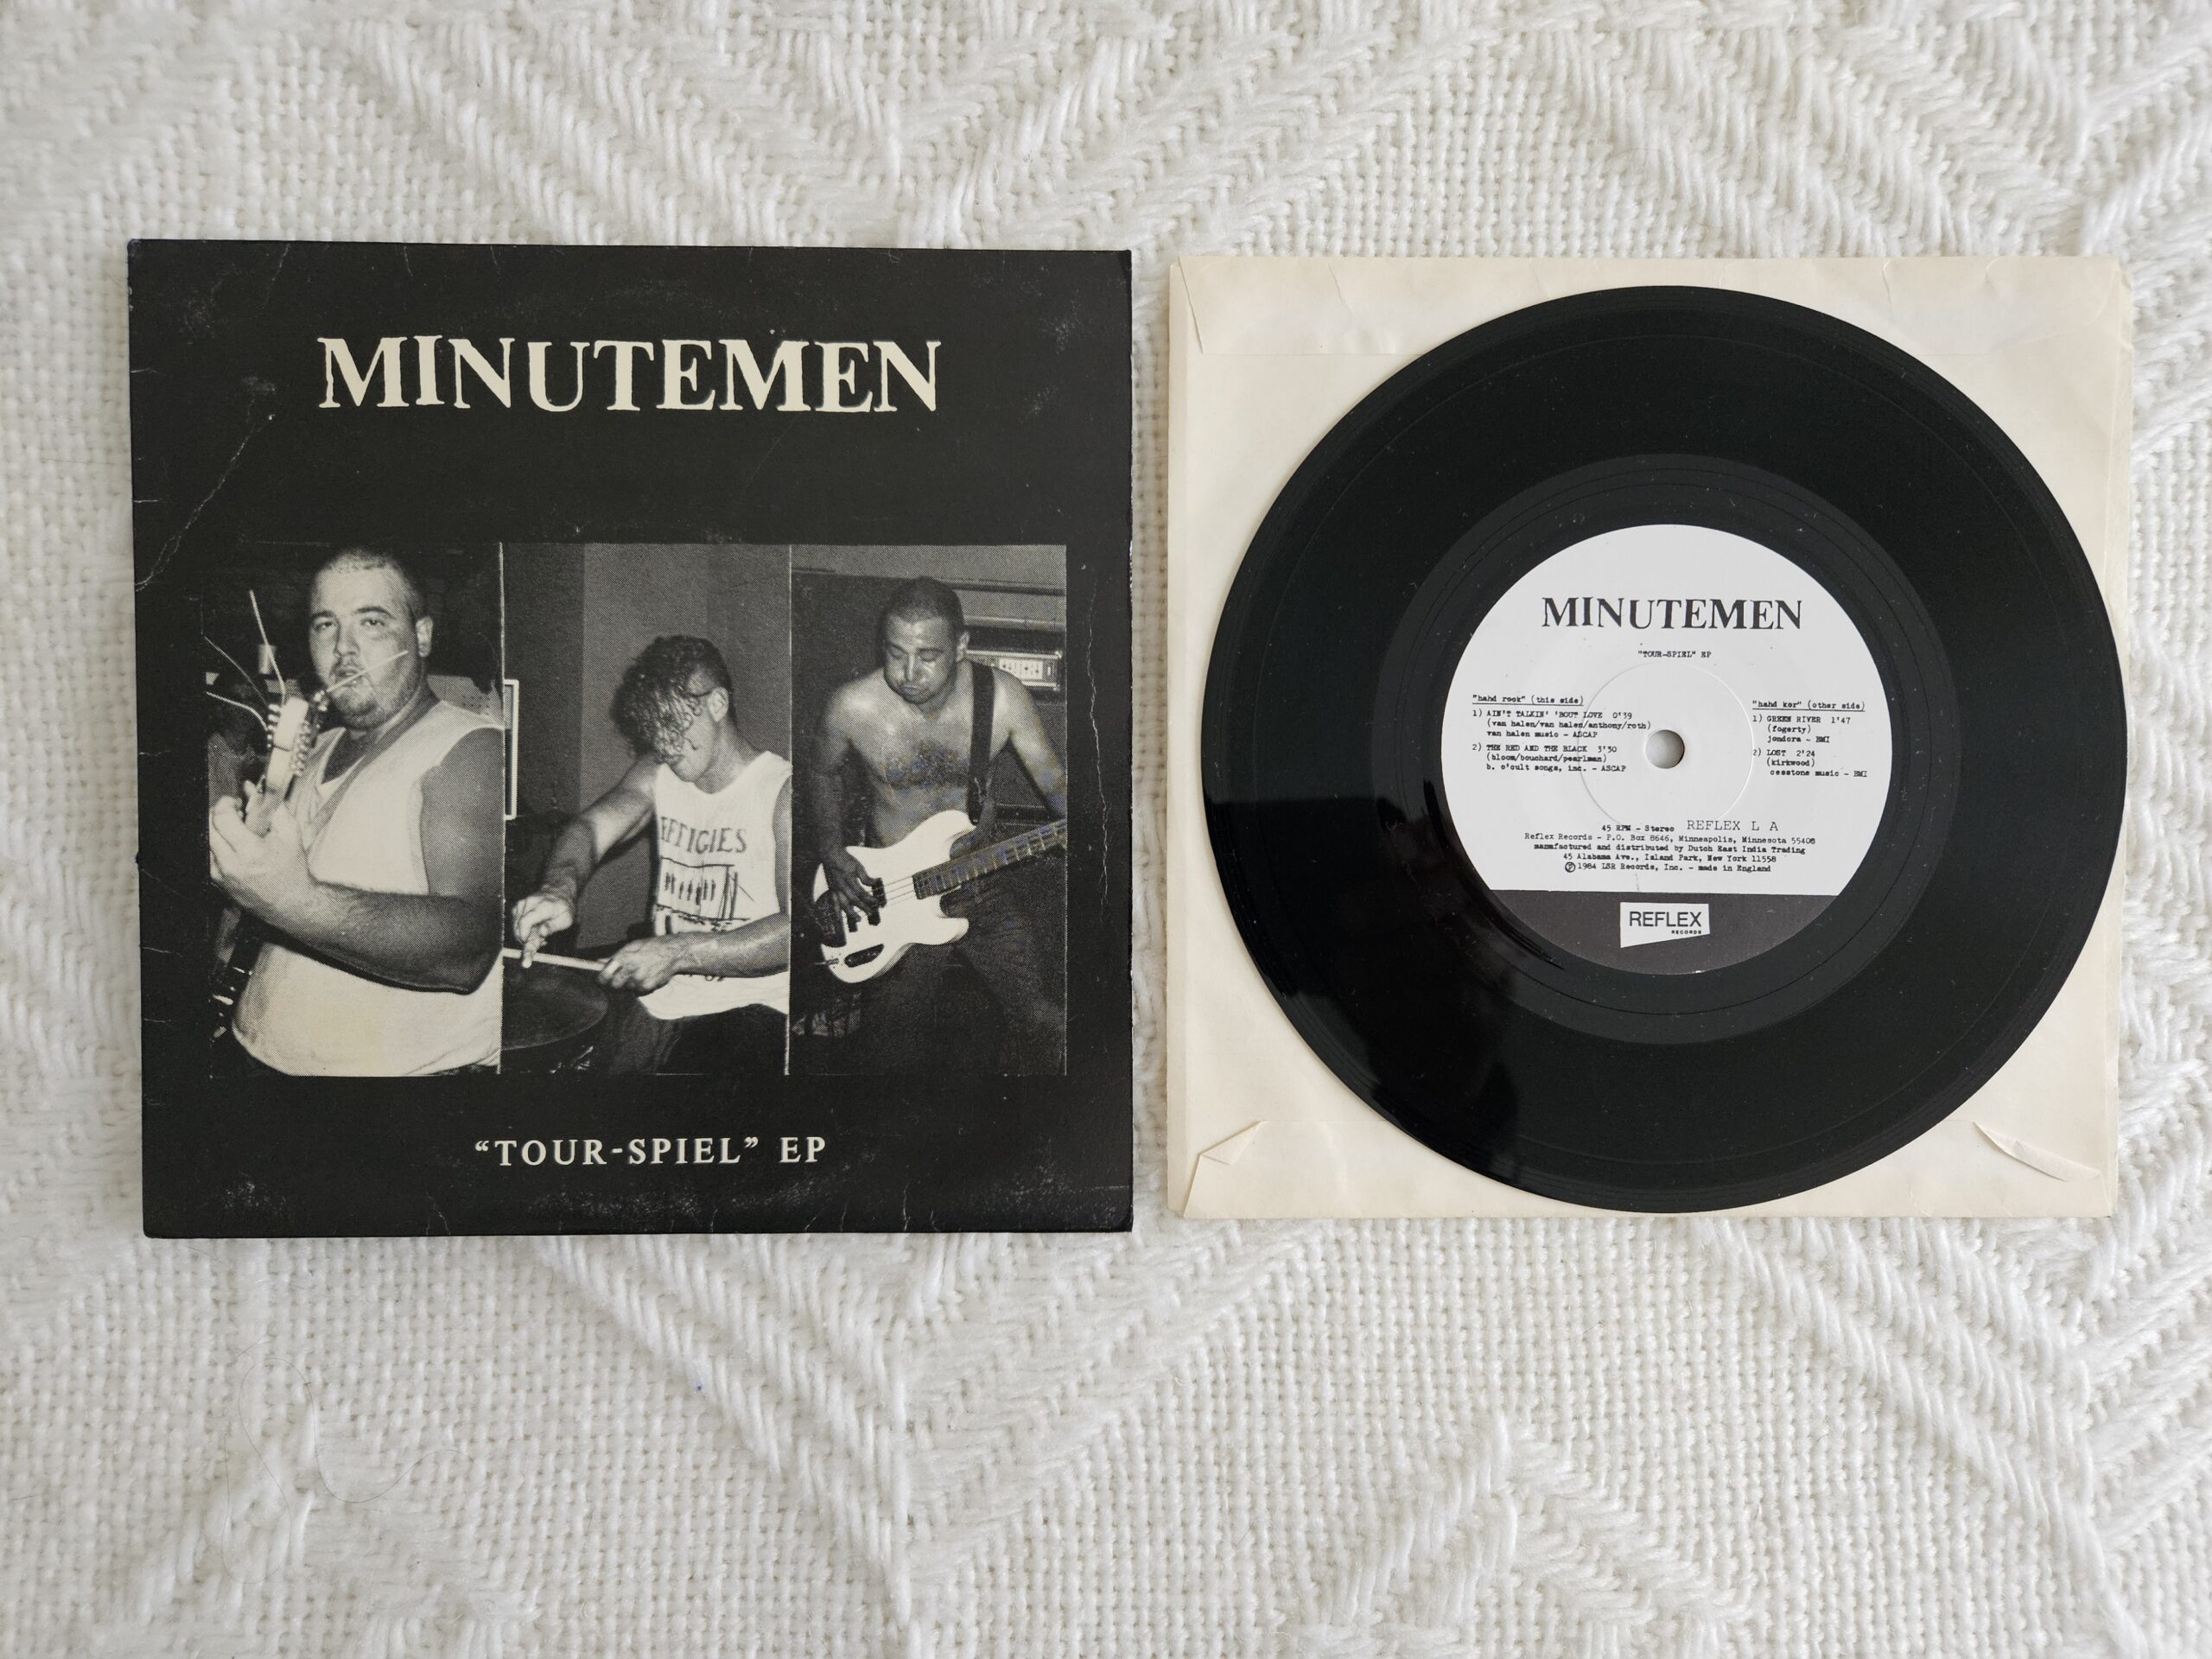 MINUTEMEN
EFFIGIES
"TOUR-SPIEL" EP
MINUTEMEN
"TOUR-SPIEL" EP
"hahd rock" (this side)
1) AIN'T TALKIN' 'BOUT LOVE 0'39
(van halen/van halen/anthony/roth)
van halen music - ASCAP
2) THE RED AND THE BLACK 3'50
(bloom/bouchard/pearlman)
b. o'cult songs, inc. - ASCAP
"hahd kor" (other side)
1) GREEN RIVER 1'47
(fogerty)
jondora - BMI
2) LOST 2'24
(kirkwood)
cesstone music - BMI
45 RPM - Stereo REFLEX L A
Reflex Records - P.O. Box 8646, Minneapolis, Minnesota 55408
manufactured and distributed by Dutch East India Trading
45 Alabama Ave., Island Park, New York 11558
Ⓟ1984 LSR Records, Inc. - made in England
REFLEX
RECORDS